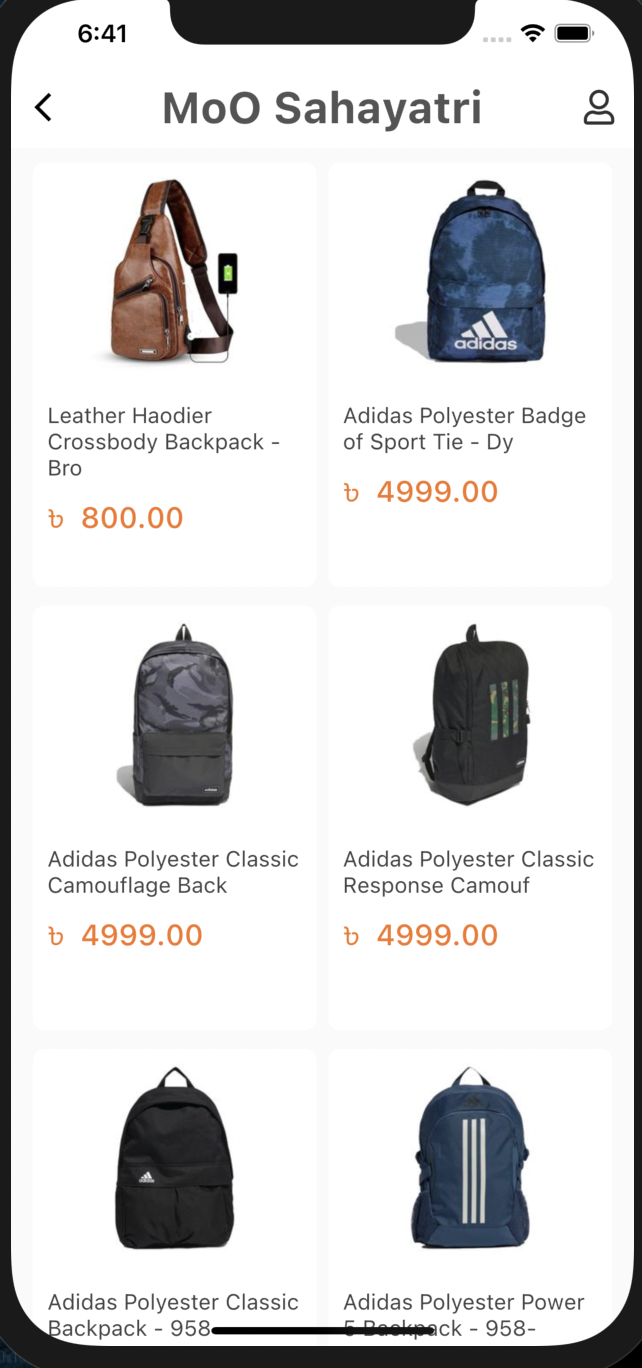 6:41
MoO Sahayatri
adidas
Leather Haodier
Crossbody Backpack -
Bro
৳ 800.00
Adidas Polyester Badge
of Sport Tie - Dy
৳ 4999.00
Adidas Polyester Classic
Camouflage Back
৳ 4999.00
Adidas Polyester Classic
Response Camouf
৳ 4999.00
adidas
Adidas Polyester Classic
Backpack - 958-
Adidas Polyester Power
5 Backpack - 958-